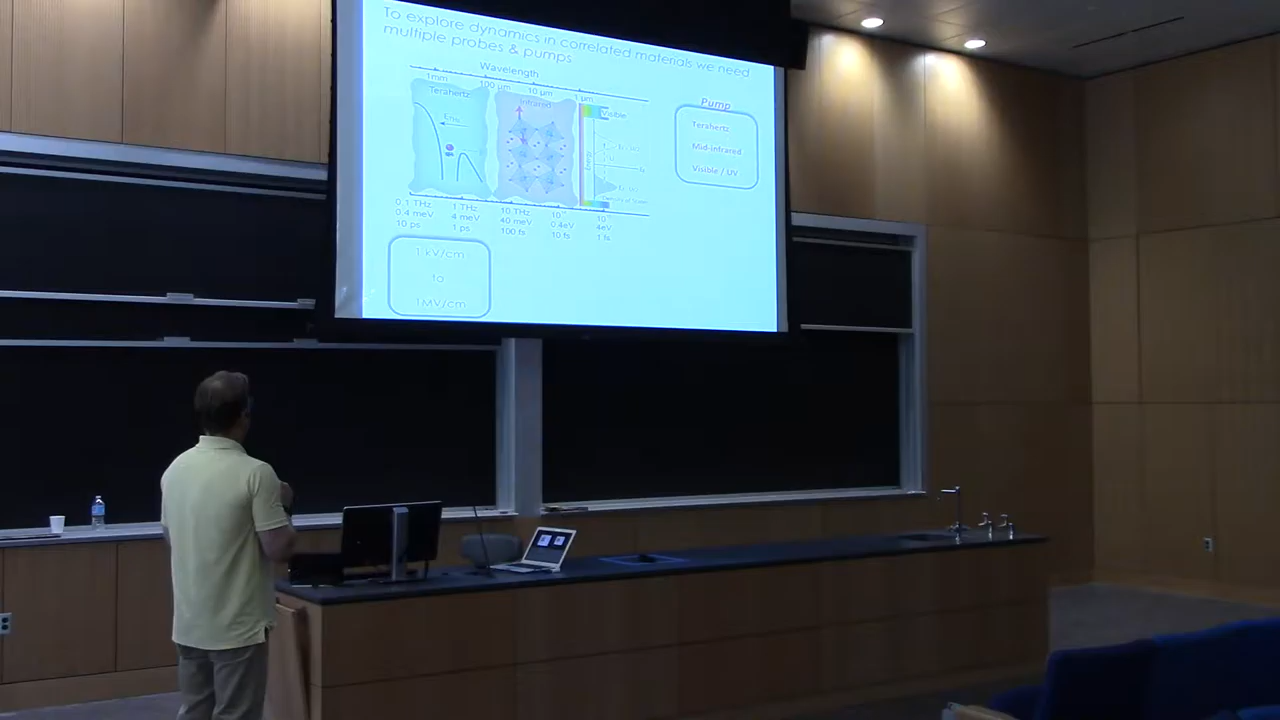 To explore dynamics in correlated materials we need
multiple probes & pumps
Wavelength
1mm
100 μm
10 μm
1 μm
Terahertz
Infrared
Visible
Pump
Terahertz
Mid-infrared
Visible / UV
Density of States
0.1 THz
0.4 meV
10 ps
1 THz
4 meV
1 ps
10 THz
40 meV
100 fs
0.4eV
10 fs
4eV
1 fs
1 kV/cm
to
1MV/cm